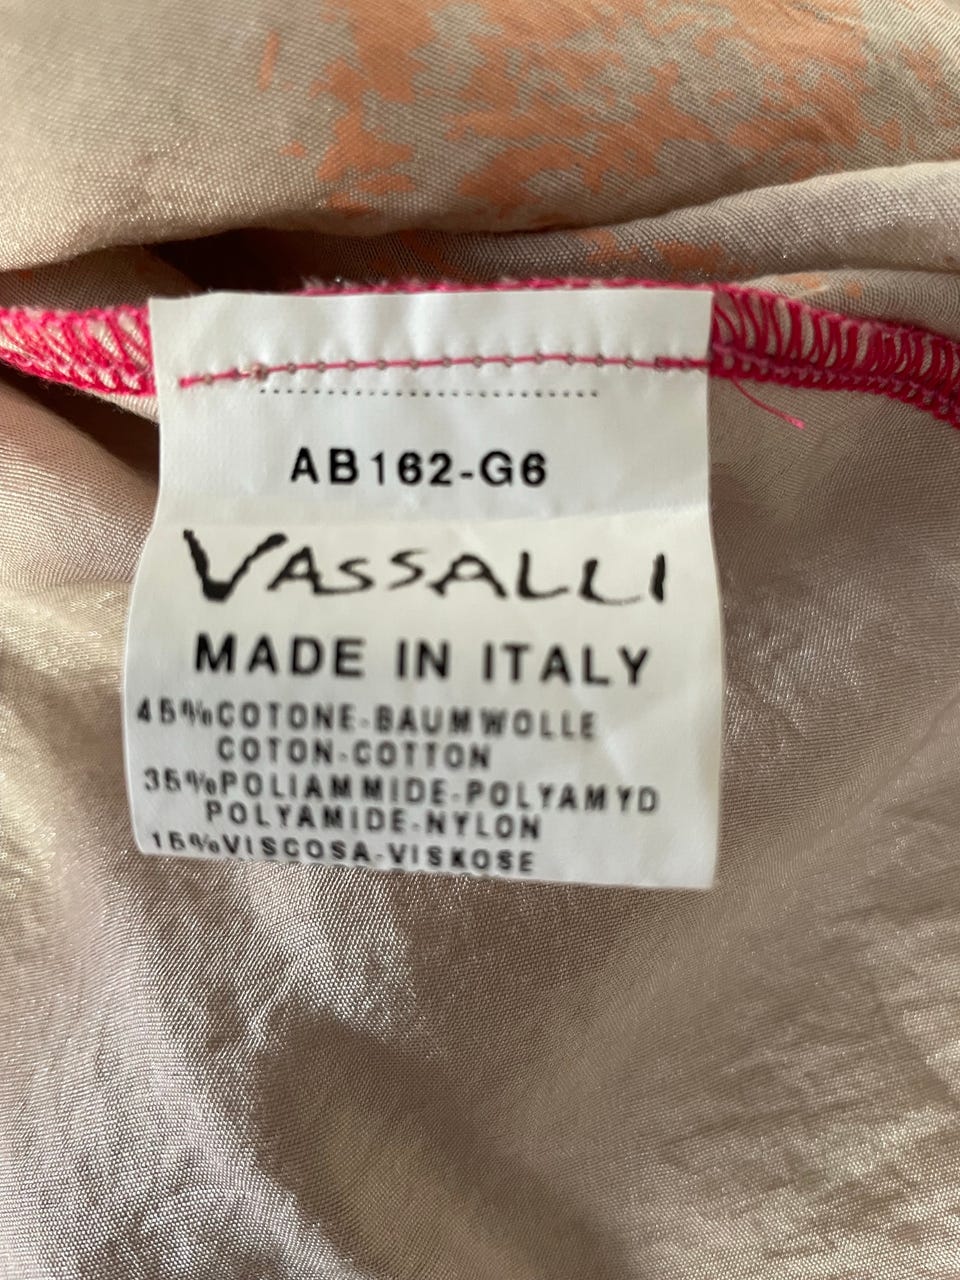 AB162-G6
VASSALLI
MADE IN ITALY
45%COTONE-BAUMWOLLE
COTON-COTTON
35%POLIAMMIDE-POLYAMYD
POLYAMIDE-NYLON
15%VISCOSA-VISKOSE